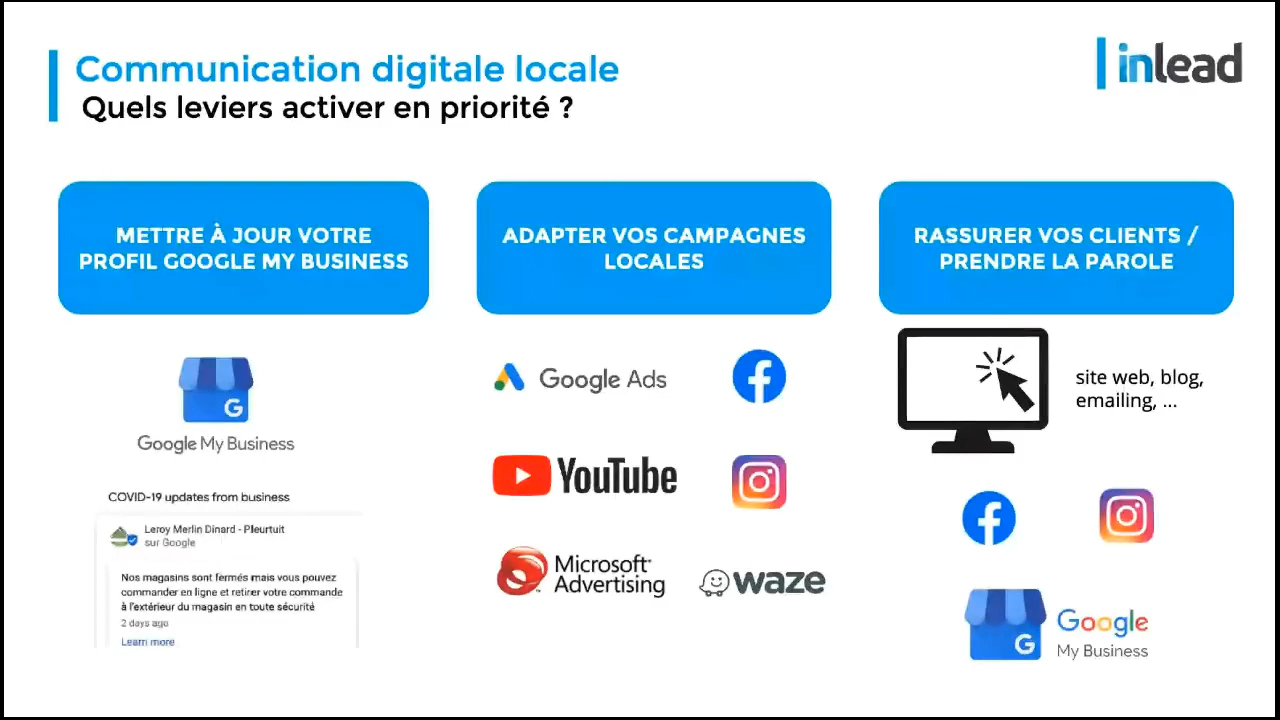 Communication digitale locale
Quels leviers activer en priorité ?
inlead
METTRE À JOUR VOTRE
PROFIL GOOGLE MY BUSINESS
G
Google My Business
COVID-19 updates from business
Leroy Merlin Dinard - Pleurtuit
sur Google
Nos magasins sont fermés mais vous pouvez
commander en ligne et retirer votre commande
à l'extérieur du magasin en toute sécurité
2 days ago
Learn more
ADAPTER VOS CAMPAGNES
LOCALES
Google Ads
YouTube
Microsoft
Advertising
waze
RASSURER VOS CLIENTS /
PRENDRE LA PAROLE
site web, blog,
emailing, ...
G
Google
My Business